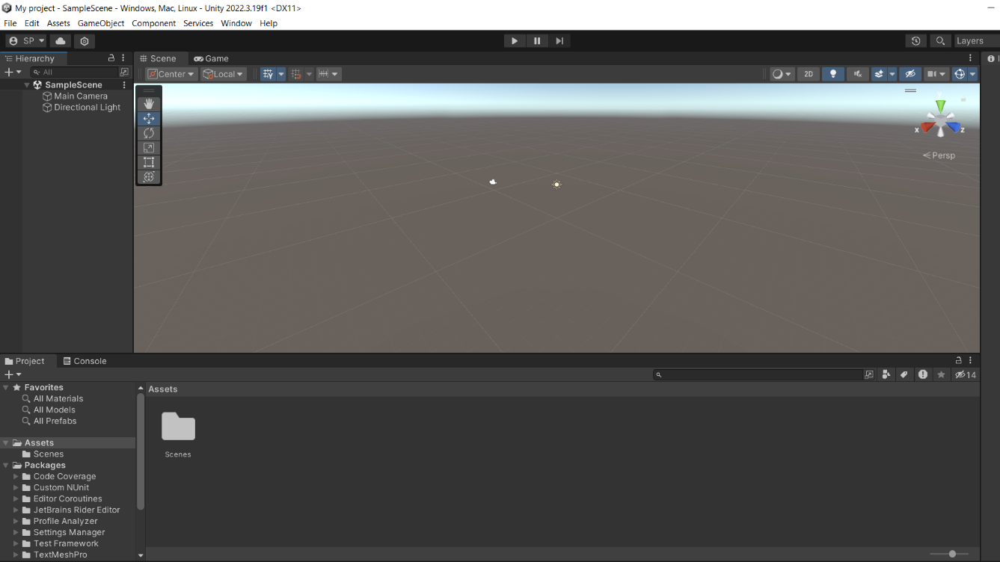 My project - SampleScene - Windows, Mac, Linux - Unity 2022.3.19f1 <DX11>
File Edit Assets GameObject Component Services Window Help
SP
Layers
Hierarchy
Scene
Game
All
Center
Local
2D
SampleScene
Main Camera
Directional Light
x
z
Persp
Project
Console
14
Favorites
All Materials
All Models
All Prefabs
Assets
Scenes
Packages
Code Coverage
Custom NUnit
Editor Coroutines
JetBrains Rider Editor
Profile Analyzer
Settings Manager
Test Framework
TextMeshPro
Assets
Scenes